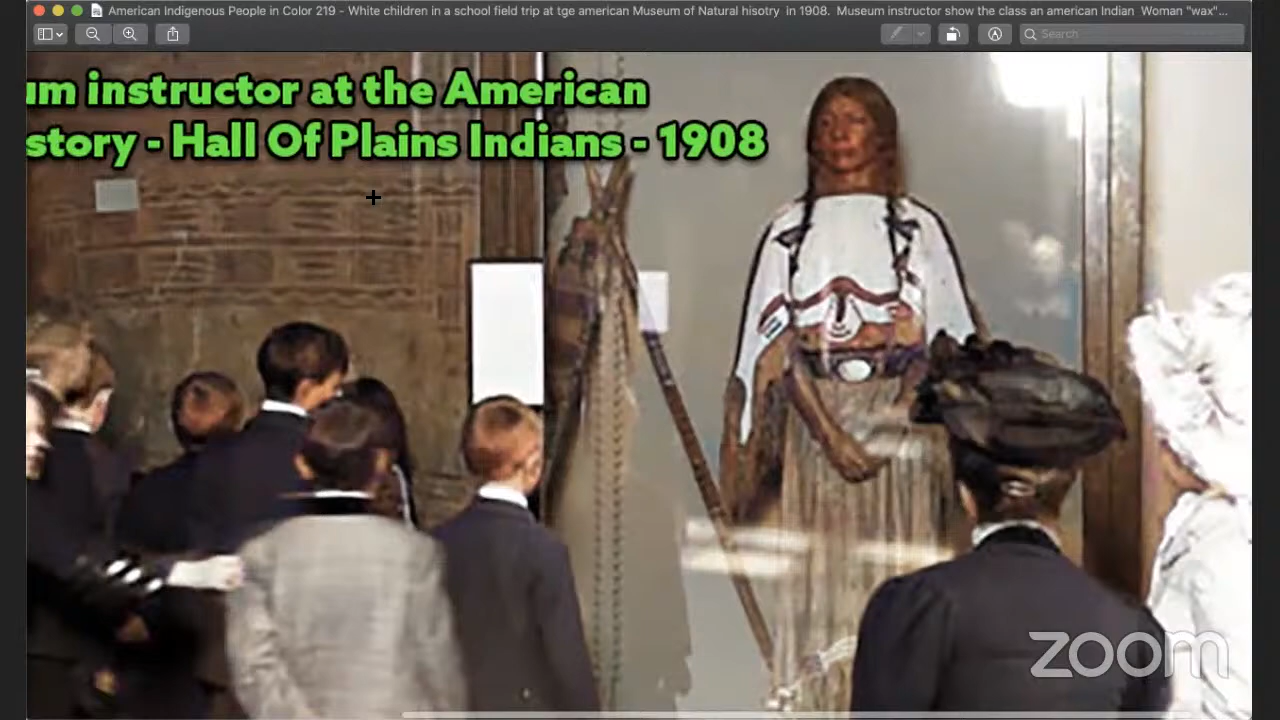 American Indigenous People in Color 219 - White children in a school field trip at tge american Museum of Natural hisotry in 1908. Museum instructor show the class an american Indian Woman "wax"...
Search
um instructor at the American
story - Hall Of Plains Indians - 1908
zoom